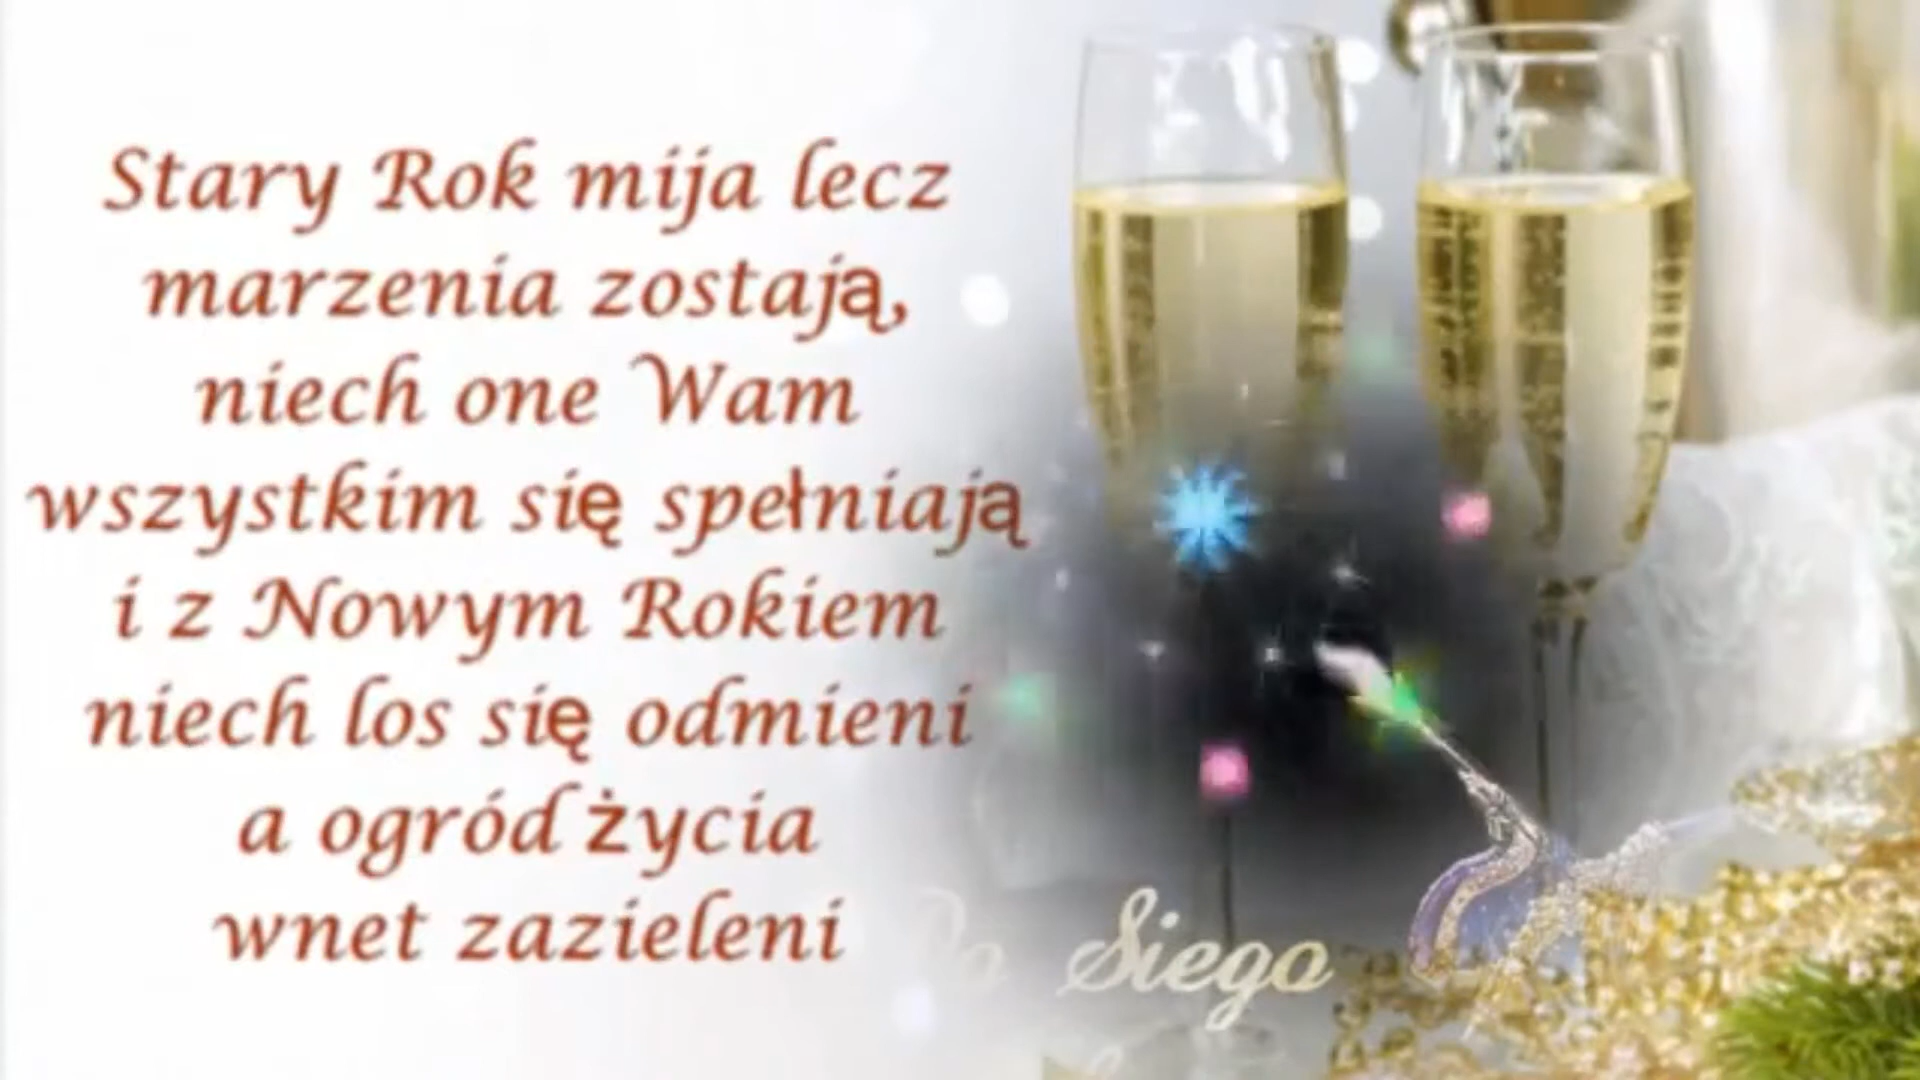 Stary Rok mija lecz
marzenia zostają,
niech one Wam
wszystkim się spełniają
i z Nowym Rokiem
niech los się odmieni
a ogród życia
wnet zazieleni
Do Siego